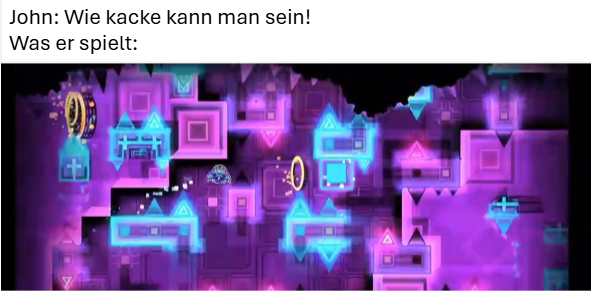 John: Wie kacke kann man sein!
Was er spielt: